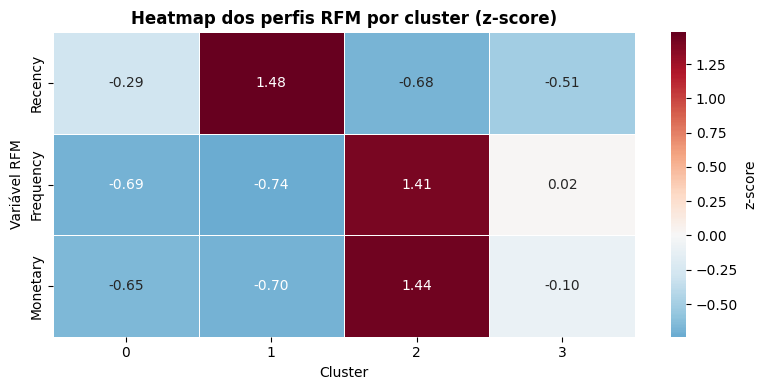 Heatmap dos perfis RFM por cluster (z-score)
Variável RFM
Recency
-0.29 1.48 -0.68 -0.51
Frequency
-0.69 -0.74 1.41 0.02
Monetary
-0.65 -0.70 1.44 -0.10
0 1 2 3
Cluster
1.25
1.00
0.75
0.50
0.25
0.00
−0.25
−0.50
z-score